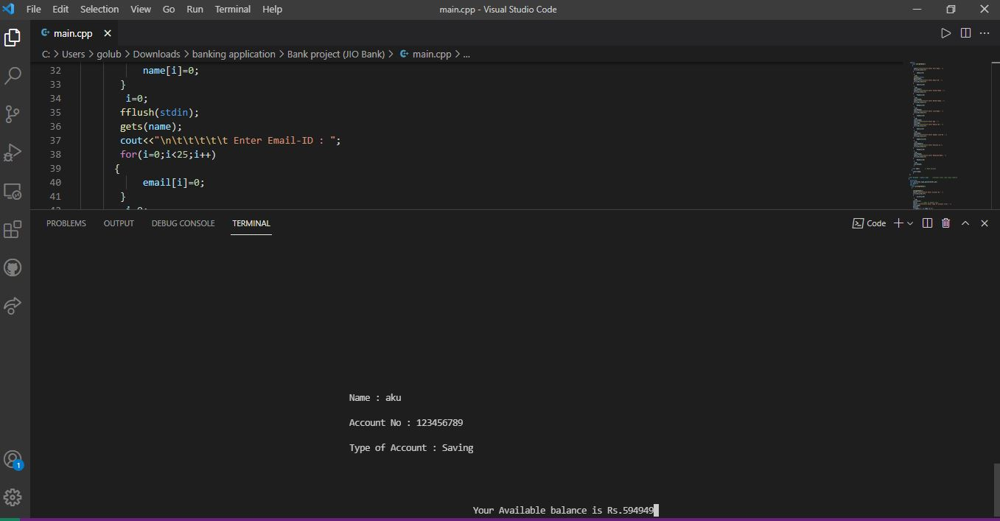 File Edit Selection View Go Run Terminal Help main.cpp - Visual Studio Code
main.cpp
C: > Users > golub > Downloads > banking application > Bank project (JIO Bank) > main.cpp > ...
32 name[i]=0;
33 }
34 i=0;
35 fflush(stdin);
36 gets(name);
37 cout<<"\n\t\t\t\t\t Enter Email-ID : ";
38 for(i=0;i<25;i++)
39 {
40 email[i]=0;
41 }
PROBLEMS OUTPUT DEBUG CONSOLE TERMINAL Code
Name : aku
Account No : 123456789
Type of Account : Saving
1
Your Available balance is Rs.594949